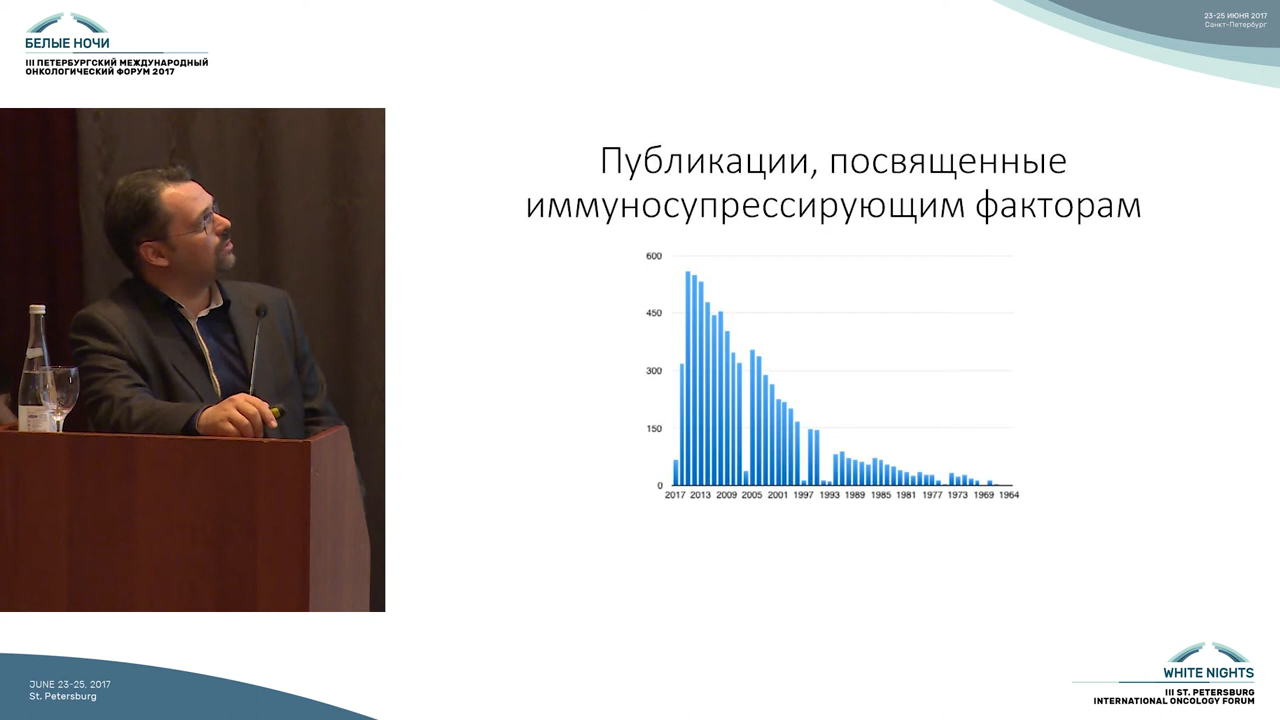 БЕЛЫЕ НОЧИ
III ПЕТЕРБУРГСКИЙ МЕЖДУНАРОДНЫЙ
ОНКОЛОГИЧЕСКИЙ ФОРУМ 2017
23-25 ИЮНЯ 2017
Санкт-Петербург
Публикации, посвященные
иммуносупрессирующим факторам
600
450
300
150
0
2017 2013 2009 2005 2001 1997 1993 1989 1985 1981 1977 1973 1969 1964
JUNE 23-25, 2017
St. Petersburg
WHITE NIGHTS
III ST. PETERSBURG
INTERNATIONAL ONCOLOGY FORUM